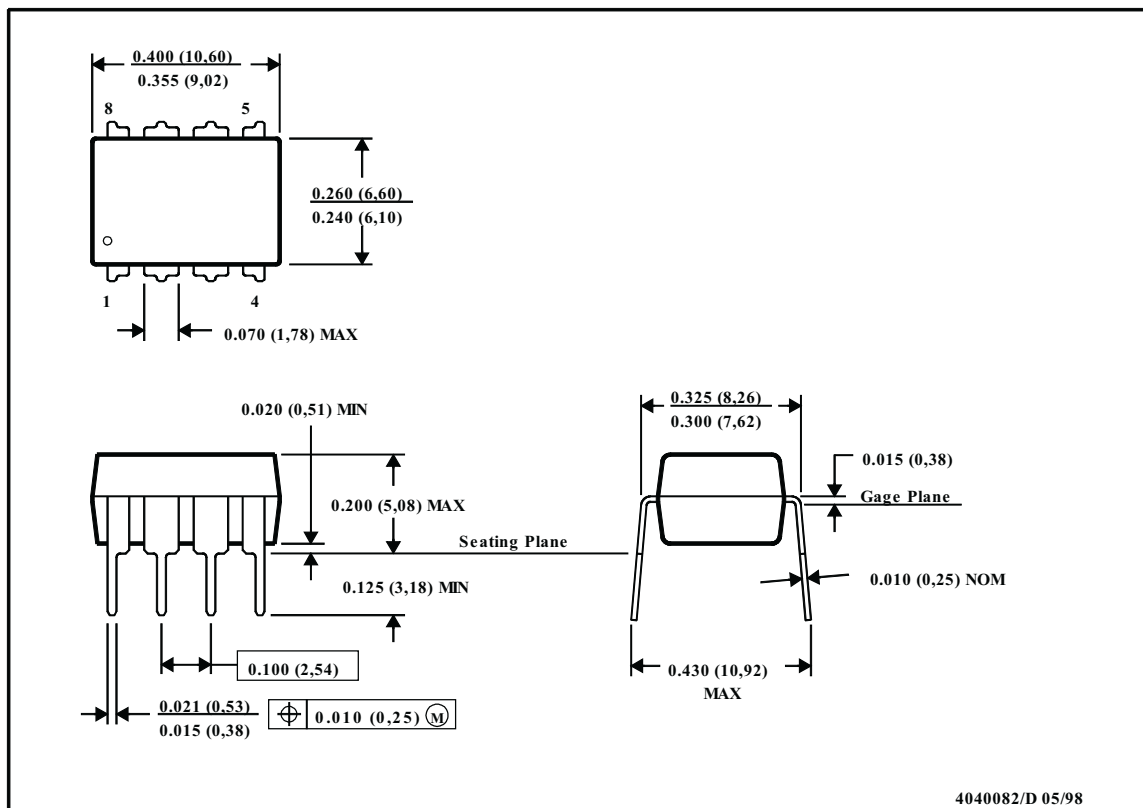 0.400 (10,60)
0.355 (9,02)
8
5
0.260 (6,60)
0.240 (6,10)
1
4
0.070 (1,78) MAX
0.020 (0,51) MIN
0.200 (5,08) MAX
Seating Plane
0.125 (3,18) MIN
0.100 (2,54)
0.021 (0,53)
0.015 (0,38)
0.010 (0,25) M
0.325 (8,26)
0.300 (7,62)
0.015 (0,38)
Gage Plane
0.010 (0,25) NOM
0.430 (10,92)
MAX
4040082/D 05/98